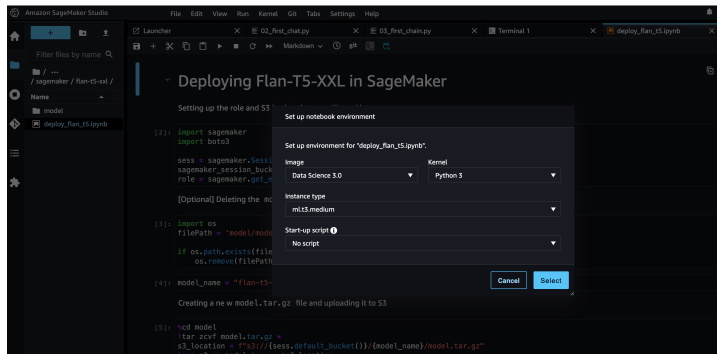 Amazon SageMaker Studio
File Edit View Run Kernel Git Tabs Settings Help
Launcher
02_first_chat.py
03_first_chain.py
Terminal 1
deploy_flan_t5.ipynb
Markdown
git
Filter files by name
/ ...
/ sagemaker / flan-t5-xxl /
Name
model
deploy_flan_t5.ipynb
Deploying Flan-T5-XXL in SageMaker
Setting up the role and S3
[2]: import sagemaker
import boto3
sess = sagemaker.Sessi
sagemaker_session_buck
role = sagemaker.get_e
[Optional] Deleting the mo
[3]: import os
filePath = 'model/mode
if os.path.exists(file
os.remove(filePath
[4]: model_name = "flan-t5-
Creating a ne w model.tar.gz file and uploading it to S3
[5]: %cd model
!tar zcvf model.tar.gz *
s3_location = f"s3://{sess.default_bucket()}/{model_name}/model.tar.gz"
Set up notebook environment
Set up environment for "deploy_flan_t5.ipynb".
Image
Data Science 3.0
Kernel
Python 3
Instance type
ml.t3.medium
Start-up script
No script
Cancel
Select